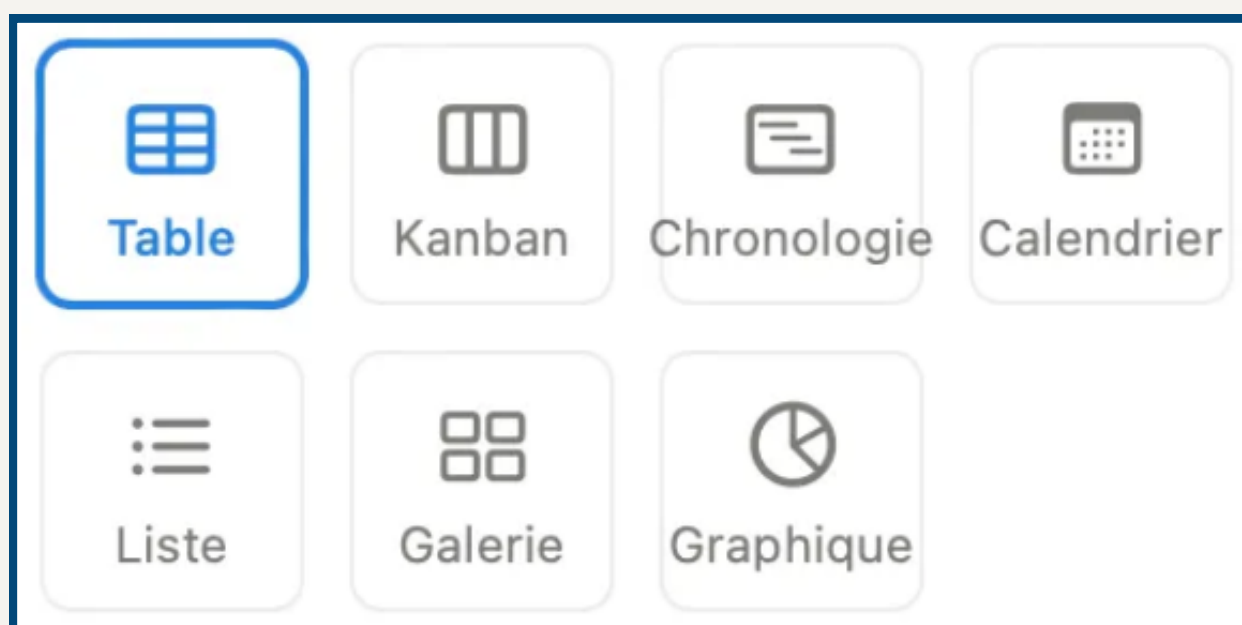 Table
Kanban
Chronologie
Calendrier
Liste
Galerie
Graphique